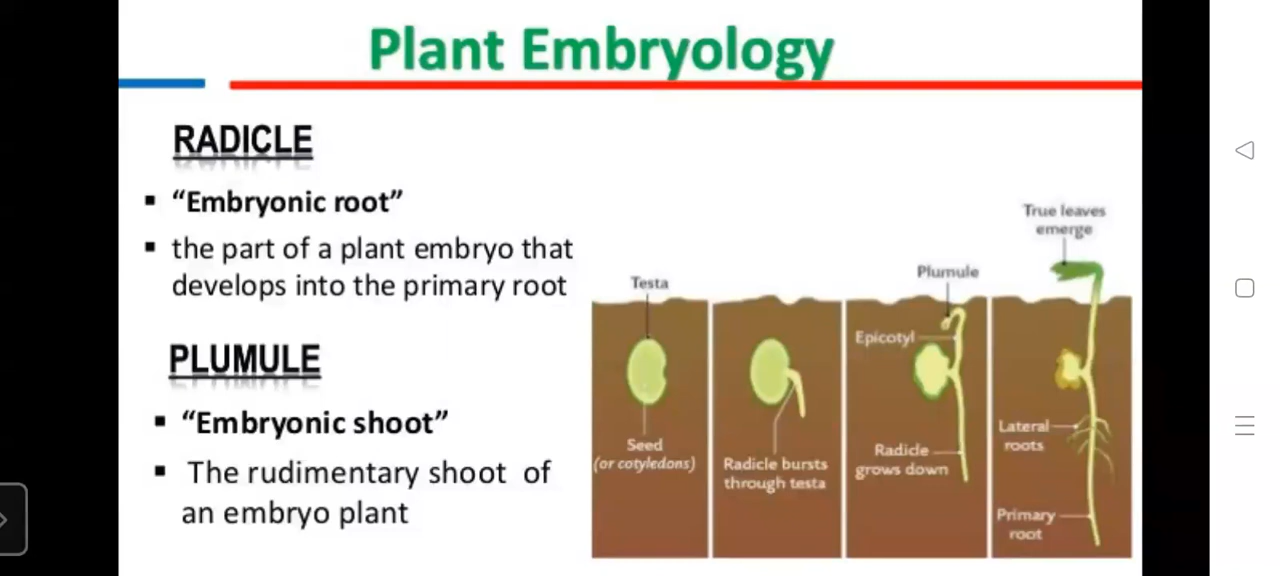 Plant Embryology
RADICLE
▪ “Embryonic root”
▪ the part of a plant embryo that
develops into the primary root
PLUMULE
▪ “Embryonic shoot”
▪ The rudimentary shoot of
an embryo plant
Testa
Seed
(or cotyledons)
Radicle bursts
through testa
Plumule
Epicotyl
Radicle
grows down
True leaves
emerge
Lateral
roots
Primary
root